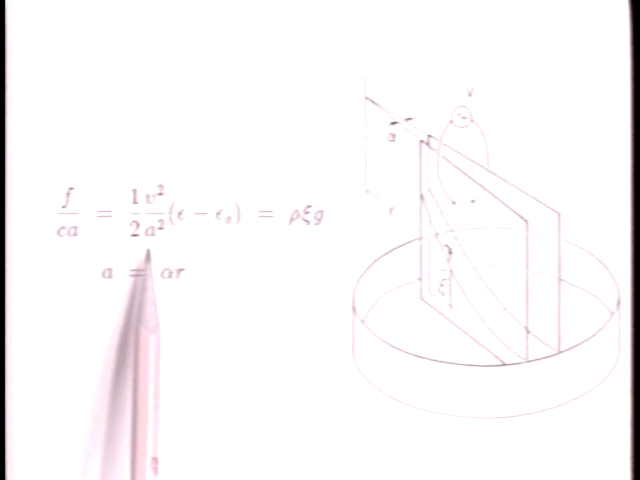 f/ca = 1/2 v²/a² (ϵ − ϵ₀) = ρξg
a = αr
V
α
r
ξ